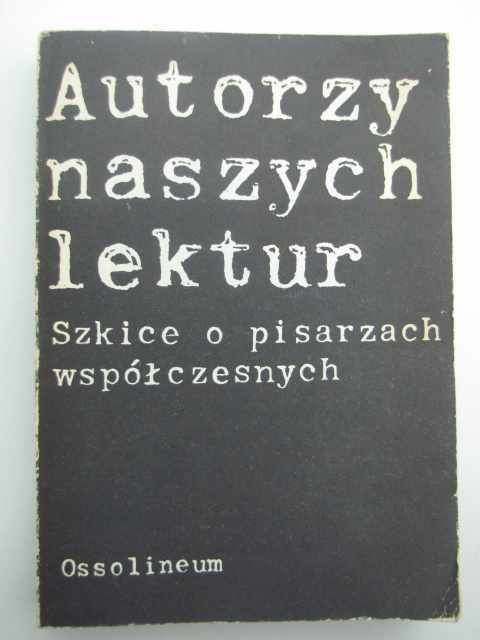 Autorzy
naszych
lektur
Szkice o pisarzach
współczesnych
Ossolineum